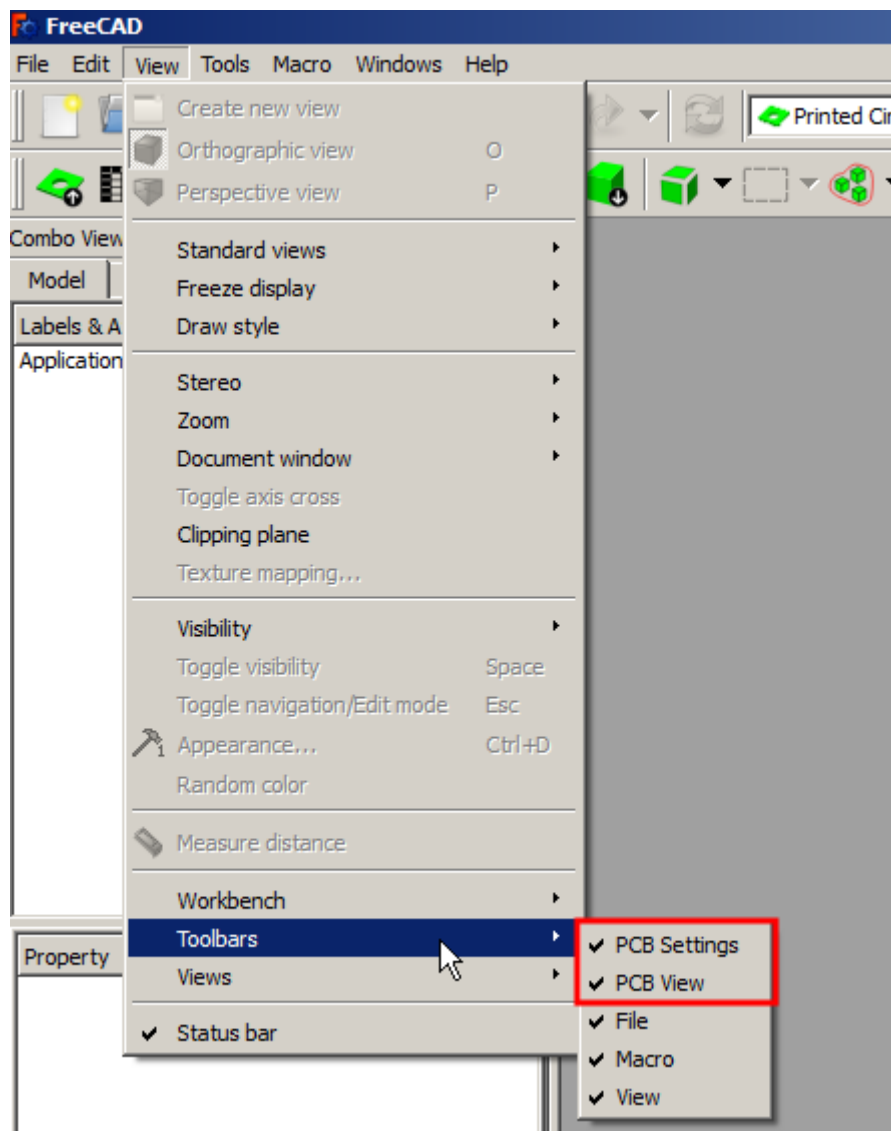 FreeCAD
File Edit View Tools Macro Windows Help
Create new view
Orthographic view O
Perspective view P
Standard views
Freeze display
Draw style
Stereo
Zoom
Document window
Toggle axis cross
Clipping plane
Texture mapping...
Visibility
Toggle visibility Space
Toggle navigation/Edit mode Esc
Appearance... Ctrl+D
Random color
Measure distance
Workbench
Toolbars
Views
Status bar
PCB Settings
PCB View
File
Macro
View
Printed Cir
Combo View
Model
Labels & A
Application
Property